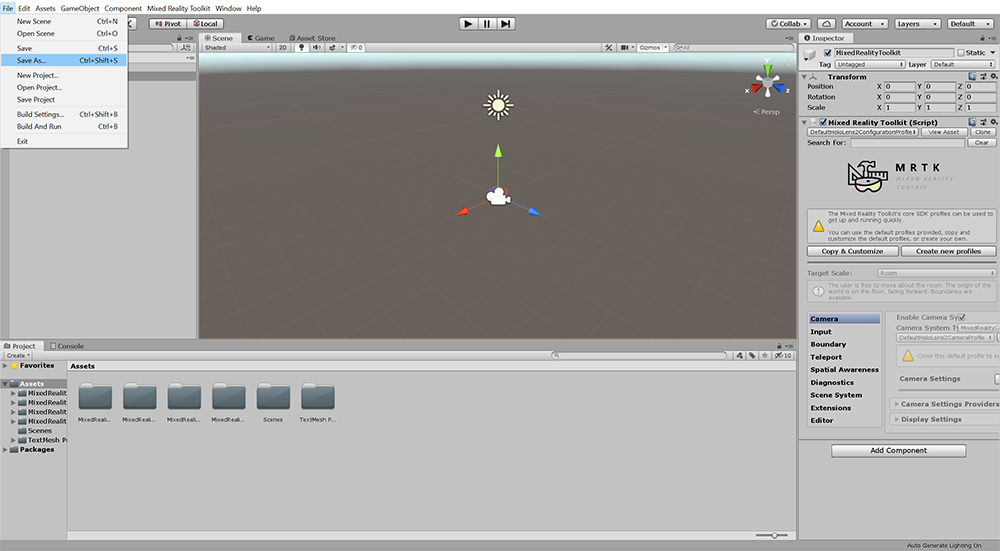 File Edit Assets GameObject Component Mixed Reality Toolkit Window Help
New Scene Ctrl+N
Open Scene Ctrl+O
Save Ctrl+S
Save As... Ctrl+Shift+S
New Project...
Open Project...
Save Project
Build Settings... Ctrl+Shift+B
Build And Run Ctrl+B
Exit
Pivot Local
Collab Account Layers Default
Scene Game Asset Store
Shaded 2D 0 Gizmos All
x y z
Persp
Inspector
MixedRealityToolkit Static
Tag Untagged Layer Default
Transform
Position X 0 Y 0 Z 0
Rotation X 0 Y 0 Z 0
Scale X 1 Y 1 Z 1
Mixed Reality Toolkit (Script)
DefaultHoloLens2ConfigurationProfile View Asset Clone
Search For: Clear
MRTK
MIXED REALITY
TOOLKIT
The Mixed Reality Toolkit's core SDK profiles can be used to
get up and running quickly.
You can use the default profiles provided, copy and
customize the default profiles, or create your own.
Copy & Customize Create new profiles
Target Scale: Room
The user is free to move about the room. The origin of the
world is on the floor, facing forward. Boundaries are
available.
Camera
Input
Boundary
Teleport
Spatial Awareness
Diagnostics
Scene System
Extensions
Editor
Enable Camera Sy
Camera System T MixedRealityC
DefaultHoloLens2CameraProfile
Clone this default profile to e
Camera Settings
Camera Settings Providers
Display Settings
Add Component
Project Console
Create 10
Favorites
Assets
MixedRealit
MixedRealit
MixedRealit
MixedRealit
Scenes
TextMesh P
Packages
Assets
MixedReali... MixedReali... MixedReali... MixedReali... Scenes TextMesh P...
Auto Generate Lighting On